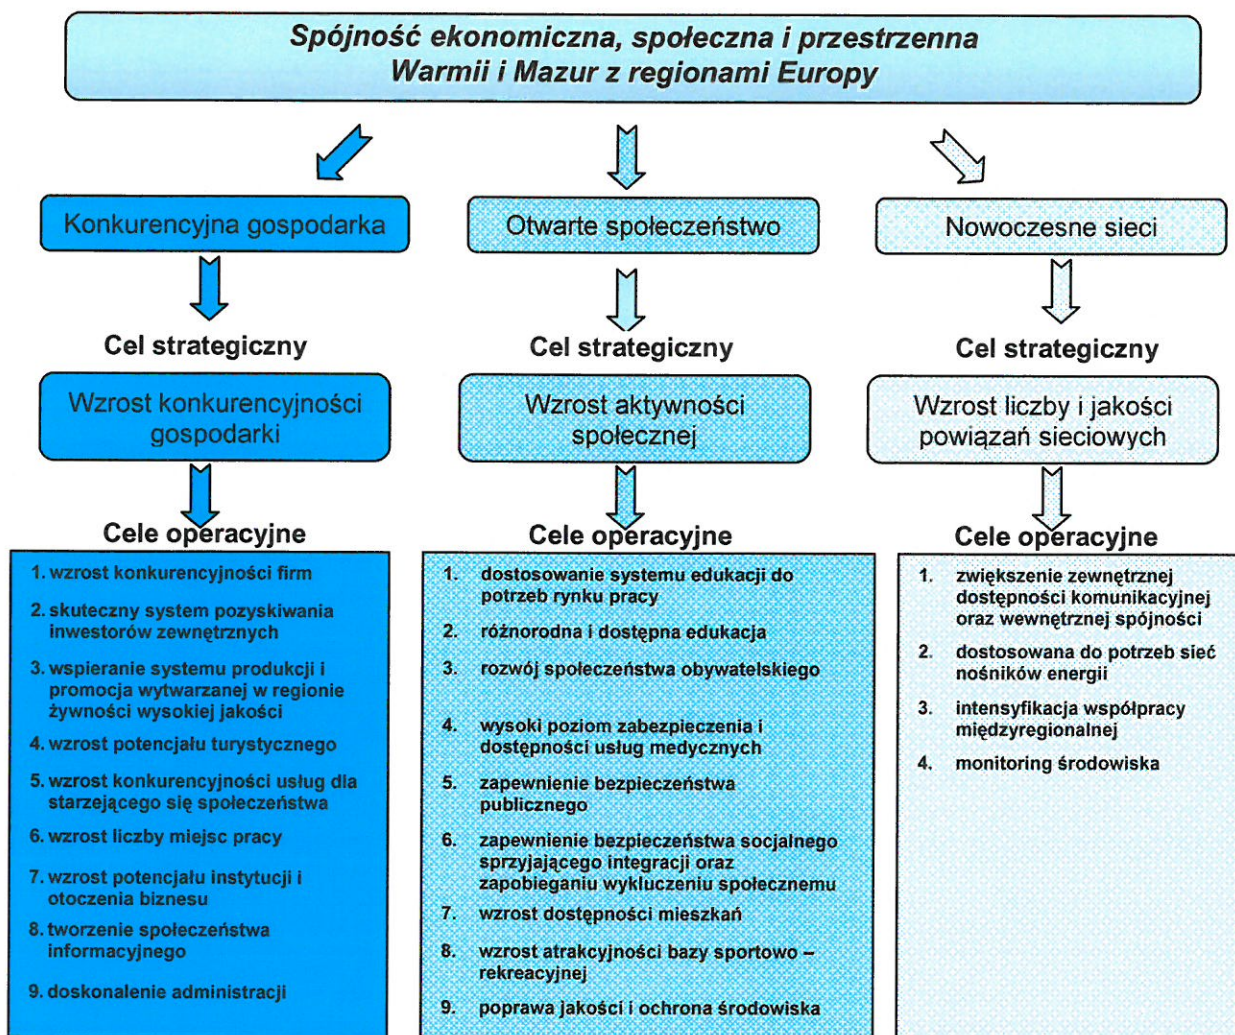 Spójność ekonomiczna, społeczna i przestrzenna
Warmii i Mazur z regionami Europy
Konkurencyjna gospodarka
Otwarte społeczeństwo
Nowoczesne sieci
Cel strategiczny
Cel strategiczny
Cel strategiczny
Wzrost konkurencyjności
gospodarki
Wzrost aktywności
społecznej
Wzrost liczby i jakości
powiązań sieciowych
Cele operacyjne
1. wzrost konkurencyjności firm
2. skuteczny system pozyskiwania
inwestorów zewnętrznych
3. wspieranie systemu produkcji i
promocja wytwarzanej w regionie
żywności wysokiej jakości
4. wzrost potencjału turystycznego
5. wzrost konkurencyjności usług dla
starzejącego się społeczeństwa
6. wzrost liczby miejsc pracy
7. wzrost potencjału instytucji i
otoczenia biznesu
8. tworzenie społeczeństwa
informacyjnego
9. doskonalenie administracji
Cele operacyjne
1. dostosowanie systemu edukacji do
potrzeb rynku pracy
2. różnorodna i dostępna edukacja
3. rozwój społeczeństwa obywatelskiego
4. wysoki poziom zabezpieczenia i
dostępności usług medycznych
5. zapewnienie bezpieczeństwa
publicznego
6. zapewnienie bezpieczeństwa socjalnego
sprzyjającego integracji oraz
zapobieganiu wykluczeniu społecznemu
7. wzrost dostępności mieszkań
8. wzrost atrakcyjności bazy sportowo –
rekreacyjnej
9. poprawa jakości i ochrona środowiska
Cele operacyjne
1. zwiększenie zewnętrznej
dostępności komunikacyjnej
oraz wewnętrznej spójności
2. dostosowana do potrzeb sieć
nośników energii
3. intensyfikacja współpracy
międzyregionalnej
4. monitoring środowiska